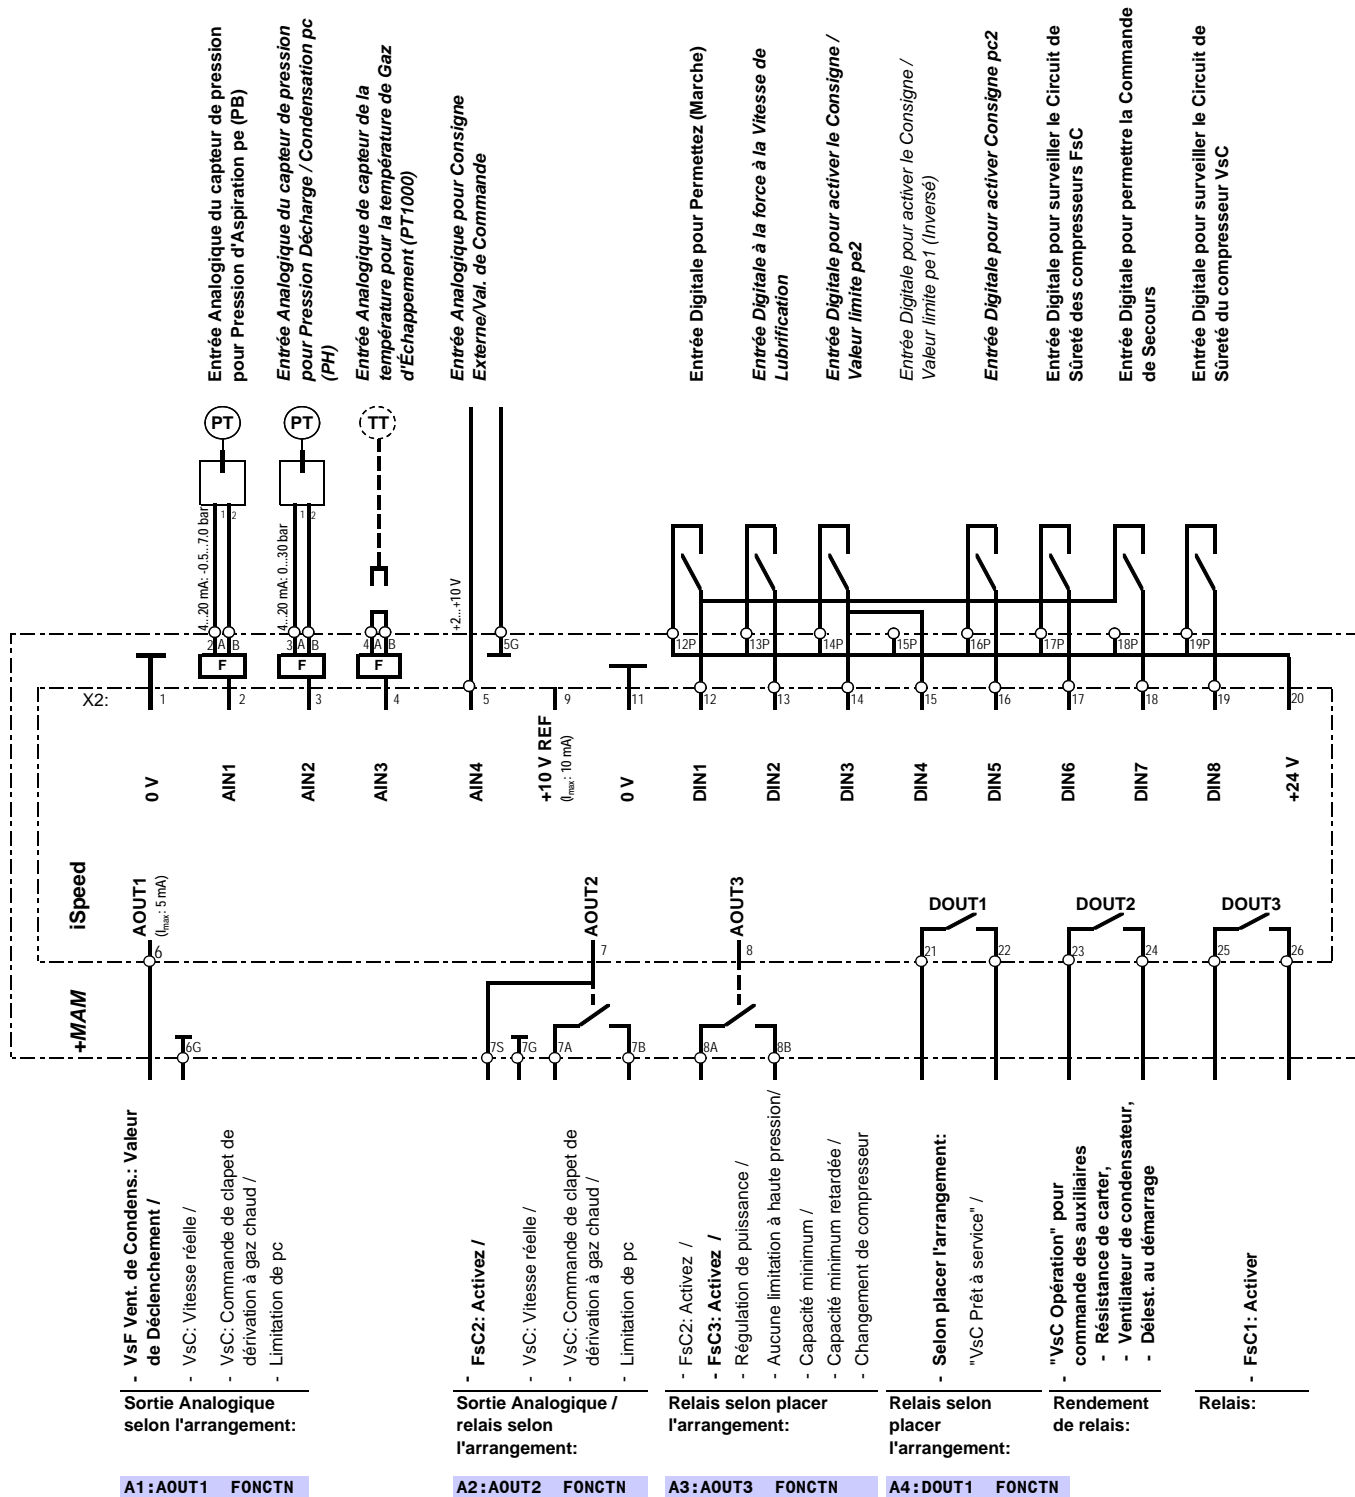 Entrée Analogique du capteur de pression
pour Pression d'Aspiration pe (PB)
Entrée Analogique du capteur de pression
pour Pression Décharge / Condensation pc
(PH)
Entrée Analogique de capteur de la
température pour la température de Gaz
d'Échappement (PT1000)
Entrée Analogique pour Consigne
Externe/Val. de Commande
Entrée Digitale pour Permettez (Marche)
Entrée Digitale à la force à la Vitesse de
Lubrification
Entrée Digitale pour activer le Consigne /
Valeur limite pe2
Entrée Digitale pour activer le Consigne /
Valeur limite pe1 (Inversé)
Entrée Digitale pour activer Consigne pc2
Entrée Digitale pour surveiller le Circuit de
Sûreté des compresseurs FsC
Entrée Digitale pour permettre la Commande
de Secours
Entrée Digitale pour surveiller le Circuit de
Sûreté du compresseur VsC
PT
PT
TT
1 2
1 2
4...20 mA: -0.5...7.0 bar
4...20 mA: 0...30 bar
+2...+10 V
2 A B
3 A B
4 A B
5G
12P
13P
14P
15P
16P
17P
18P
19P
F
F
F
X2:
1
2
3
4
5
9
11
12
13
14
15
16
17
18
19
20
0 V
AIN1
AIN2
AIN3
AIN4
+10 V REF
(Imax: 10 mA)
0 V
DIN1
DIN2
DIN3
DIN4
DIN5
DIN6
DIN7
DIN8
+24 V
iSpeed
AOUT1
(Imax: 5 mA)
AOUT2
AOUT3
DOUT1
DOUT2
DOUT3
6
7
8
21
22
23
24
25
26
+MAM
6G
7S
7G
7A
7B
8A
8B
- VsF Vent. de Condens.: Valeur
de Déclenchement /
- VsC: Vitesse réelle /
- VsC: Commande de clapet de
dérivation à gaz chaud /
- Limitation de pc
- FsC2: Activez /
- VsC: Vitesse réelle /
- VsC: Commande de clapet de
dérivation à gaz chaud /
- Limitation de pc
- FsC2: Activez /
- FsC3: Activez /
- Régulation de puissance /
- Aucune limitation à haute pression/
- Capacité minimum /
- Capacité minimum retardée /
- Changement de compresseur
- Selon placer l'arrangement:
- "VsC Prêt à service" /
- "VsC Opération" pour
commande des auxiliaires
- Résistance de carter,
- Ventilateur de condensateur,
- Délest. au démarrage
- FsC1: Activer
Sortie Analogique
selon l'arrangement:
Sortie Analogique /
relais selon
l'arrangement:
Relais selon placer
l'arrangement:
Relais selon
placer
l'arrangement:
Rendement
de relais:
Relais:
A1:AOUT1 FONCTN
A2:AOUT2 FONCTN
A3:AOUT3 FONCTN
A4:DOUT1 FONCTN